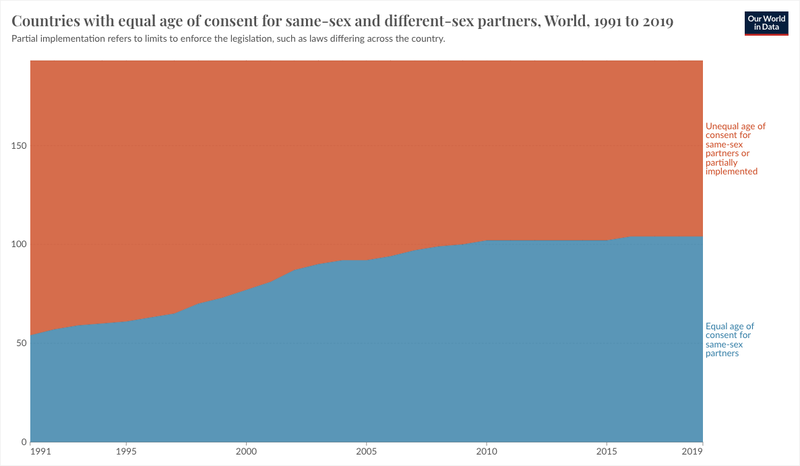 Countries with equal age of consent for same-sex and different-sex partners, World, 1991 to 2019
Partial implementation refers to limits to enforce the legislation, such as laws differing across the country.
Our World
in Data
150
100
50
0
Unequal age of
consent for
same-sex
partners or
partially
implemented
Equal age of
consent for
same-sex
partners
1991
1995
2000
2005
2010
2015
2019